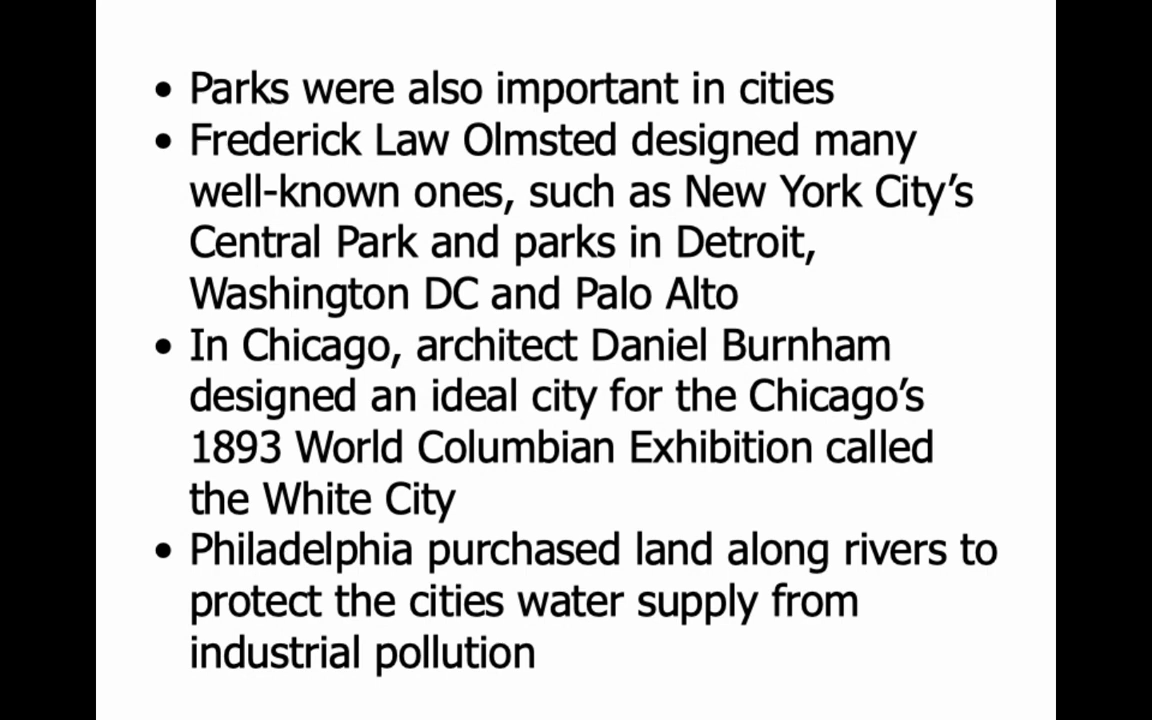 • Parks were also important in cities
• Frederick Law Olmsted designed many
well-known ones, such as New York City’s
Central Park and parks in Detroit,
Washington DC and Palo Alto
• In Chicago, architect Daniel Burnham
designed an ideal city for the Chicago’s
1893 World Columbian Exhibition called
the White City
• Philadelphia purchased land along rivers to
protect the cities water supply from
industrial pollution